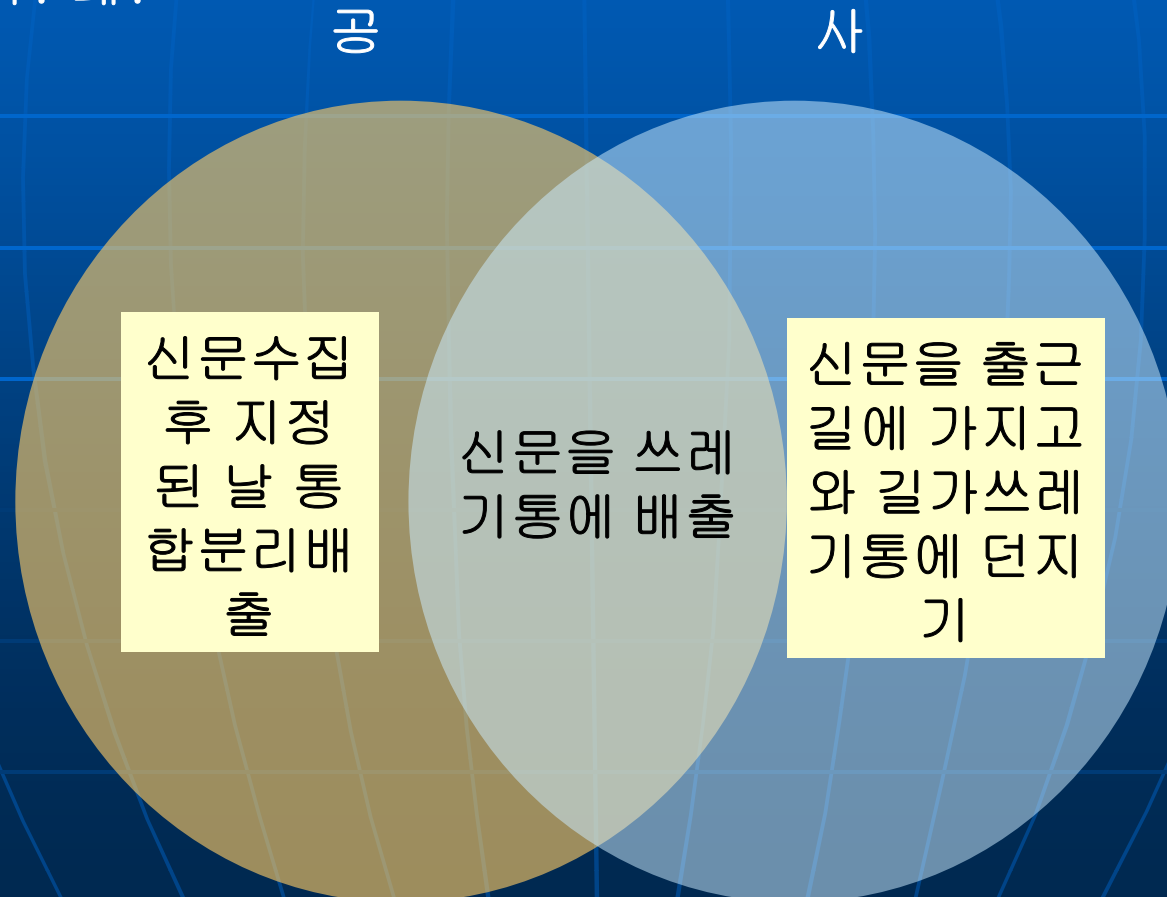 공
사
신문수집
후 지정
된 날 통
합분리배
출
신문을 쓰레
기통에 배출
신문을 출근
길에 가지고
와 길가쓰레
기통에 던지
기